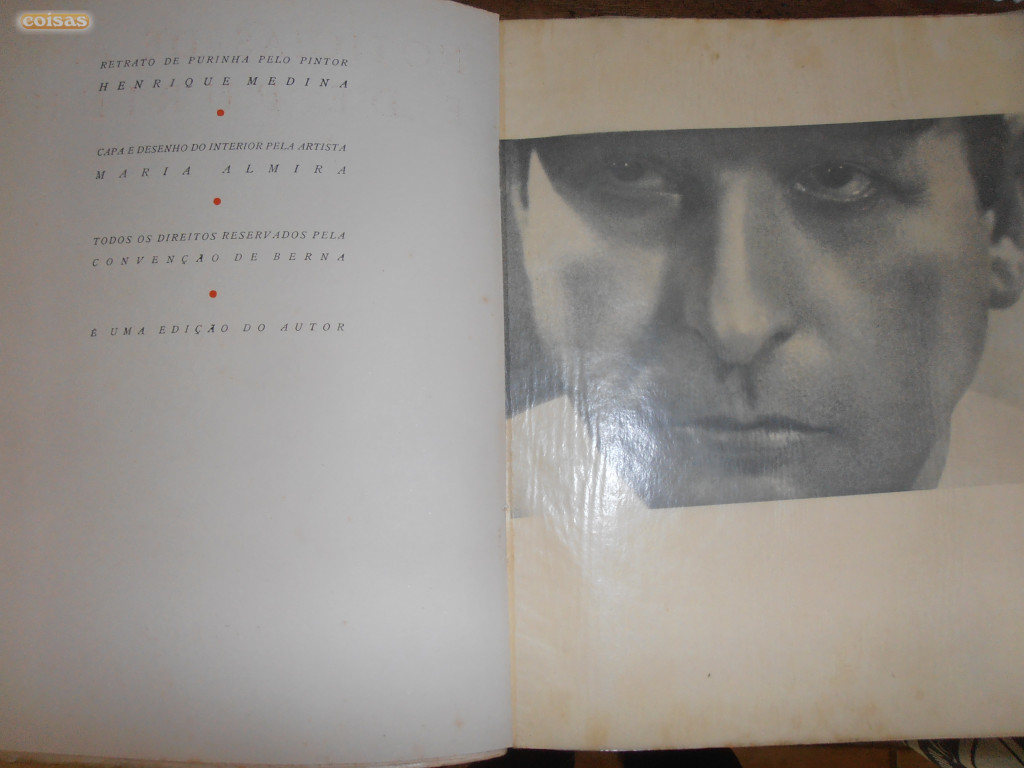 coisas
RETRATO DE PURINHA PELO PINTOR
HENRIQUE MEDINA
CAPA E DESENHO DO INTERIOR PELA ARTISTA
MARIA ALMIRA
TODOS OS DIREITOS RESERVADOS PELA
CONVENÇÃO DE BERNA
É UMA EDIÇÃO DO AUTOR